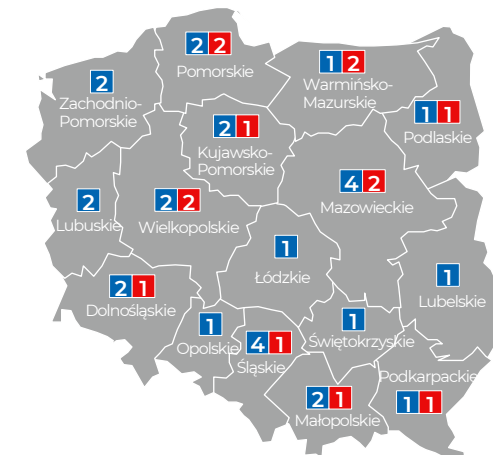 2 2
Pomorskie
1 2
Warmińsko-
Mazurskie
2
Zachodnio-
Pomorskie
1 1
Podlaskie
2 1
Kujawsko-
Pomorskie
4 2
Mazowieckie
2
Lubuskie
2 2
Wielkopolskie
1
Łódzkie
1
Lubelskie
2 1
Dolnośląskie
1
Opolskie
4 1
Śląskie
1
Świętokrzyskie
Podkarpackie
1 1
2 1
Małopolskie